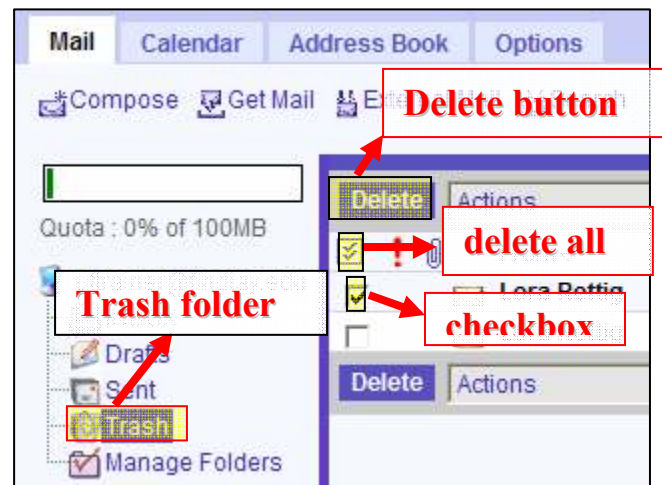 Mail Calendar Address Book Options
Compose Get Mail
Delete button
Delete Actions
Quota : 0% of 100MB
delete all
!
Trash folder
Lora Rettig
checkbox
Drafts
Sent
Delete Actions
Trash
Manage Folders